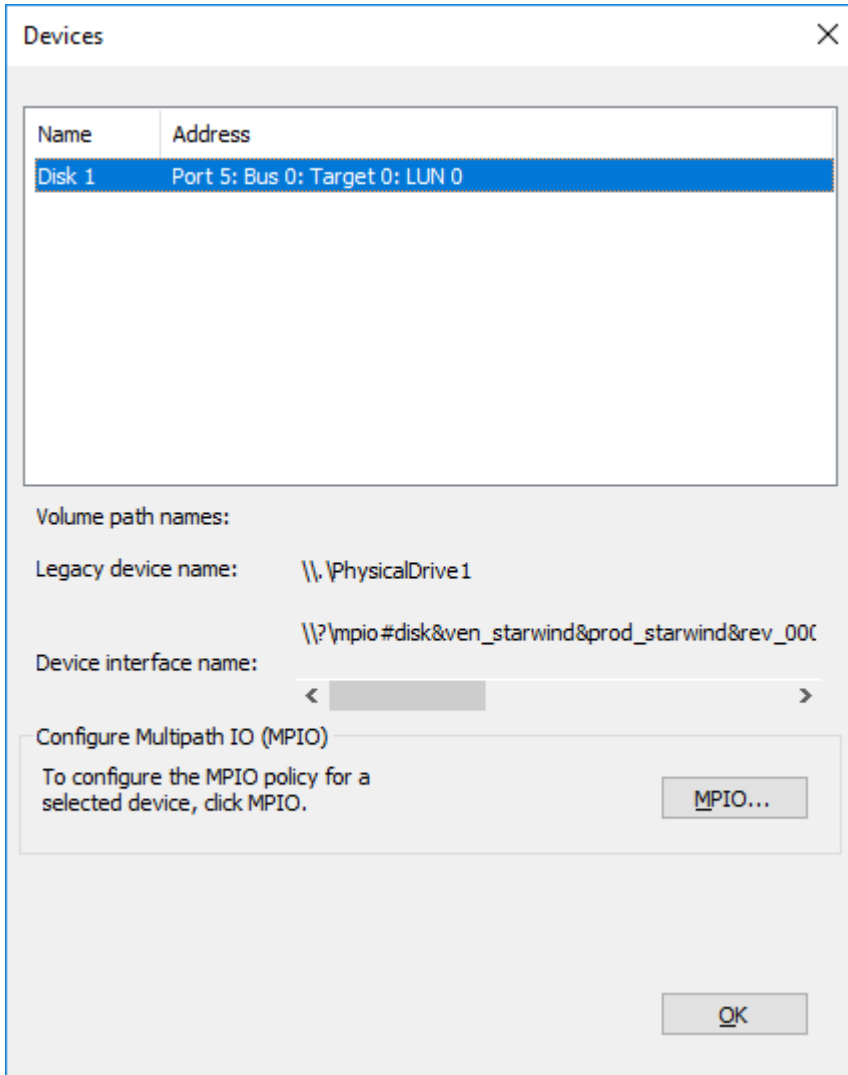 Devices
Name Address
Disk 1 Port 5: Bus 0: Target 0: LUN 0
Volume path names:
Legacy device name: \\.\PhysicalDrive1
\\?\mpio#disk&ven_starwind&prod_starwind&rev_000
Device interface name:
Configure Multipath IO (MPIO)
To configure the MPIO policy for a
selected device, click MPIO.
MPIO...
OK